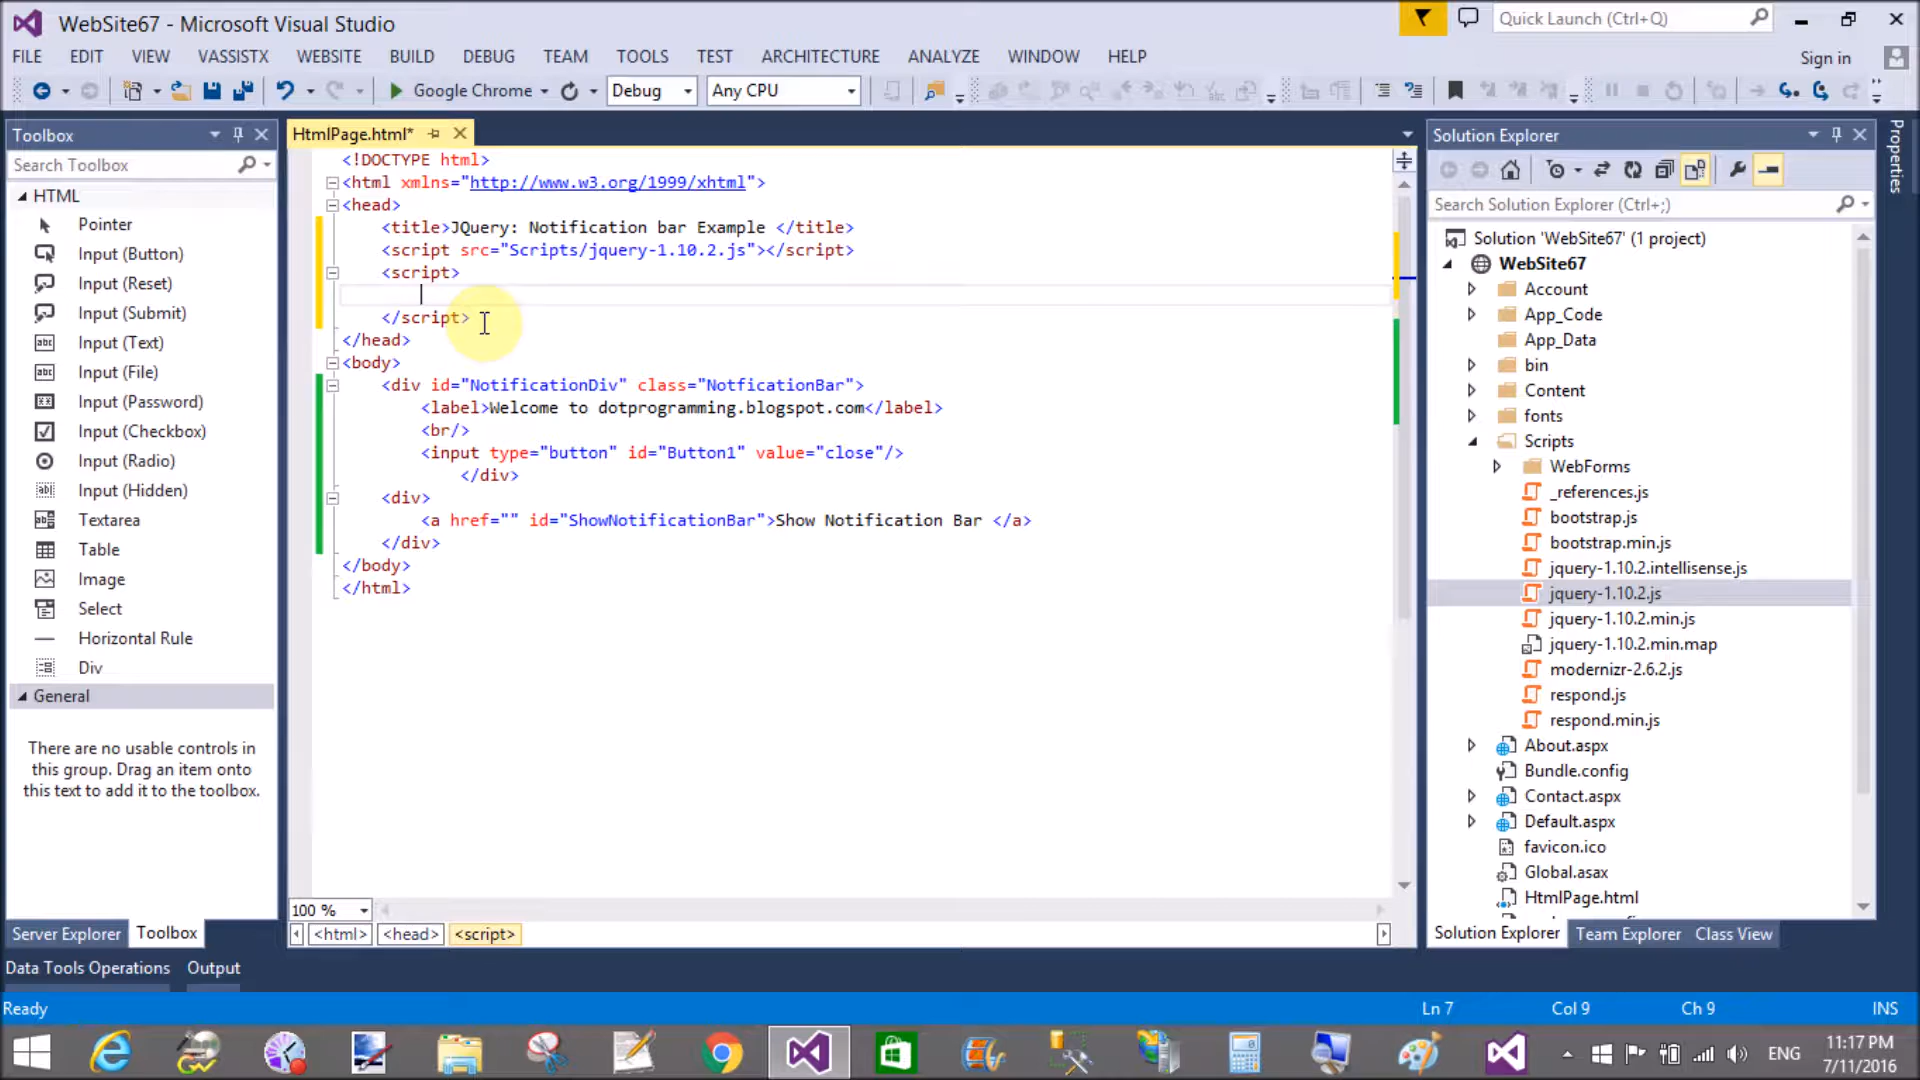 WebSite67 - Microsoft Visual Studio
Quick Launch (Ctrl+Q)
FILE EDIT VIEW VASSISTX WEBSITE BUILD DEBUG TEAM TOOLS TEST ARCHITECTURE ANALYZE WINDOW HELP
Sign in
Google Chrome Debug Any CPU
Toolbox
Search Toolbox
HTML
Pointer
Input (Button)
Input (Reset)
Input (Submit)
Input (Text)
Input (File)
Input (Password)
Input (Checkbox)
Input (Radio)
Input (Hidden)
Textarea
Table
Image
Select
Horizontal Rule
Div
General
There are no usable controls in
this group. Drag an item onto
this text to add it to the toolbox.
Server Explorer Toolbox
HtmlPage.html*
<!DOCTYPE html>
<html xmlns="http://www.w3.org/1999/xhtml">
<head>
<title>JQuery: Notification bar Example </title>
<script src="Scripts/jquery-1.10.2.js"></script>
<script>
</script>
</head>
<body>
<div id="NotificationDiv" class="NotficationBar">
<label>Welcome to dotprogramming.blogspot.com</label>
<br/>
<input type="button" id="Button1" value="close"/>
</div>
<div>
<a href="" id="ShowNotificationBar">Show Notification Bar </a>
</div>
</body>
</html>
100 %
<html> <head> <script>
Solution Explorer
Search Solution Explorer (Ctrl+;)
Solution 'WebSite67' (1 project)
WebSite67
Account
App_Code
App_Data
bin
Content
fonts
Scripts
WebForms
_references.js
bootstrap.js
bootstrap.min.js
jquery-1.10.2.intellisense.js
jquery-1.10.2.js
jquery-1.10.2.min.js
jquery-1.10.2.min.map
modernizr-2.6.2.js
respond.js
respond.min.js
About.aspx
Bundle.config
Contact.aspx
Default.aspx
favicon.ico
Global.asax
HtmlPage.html
Solution Explorer Team Explorer Class View
Properties
Data Tools Operations Output
Ready
Ln 7 Col 9 Ch 9 INS
ENG
11:17 PM
7/11/2016